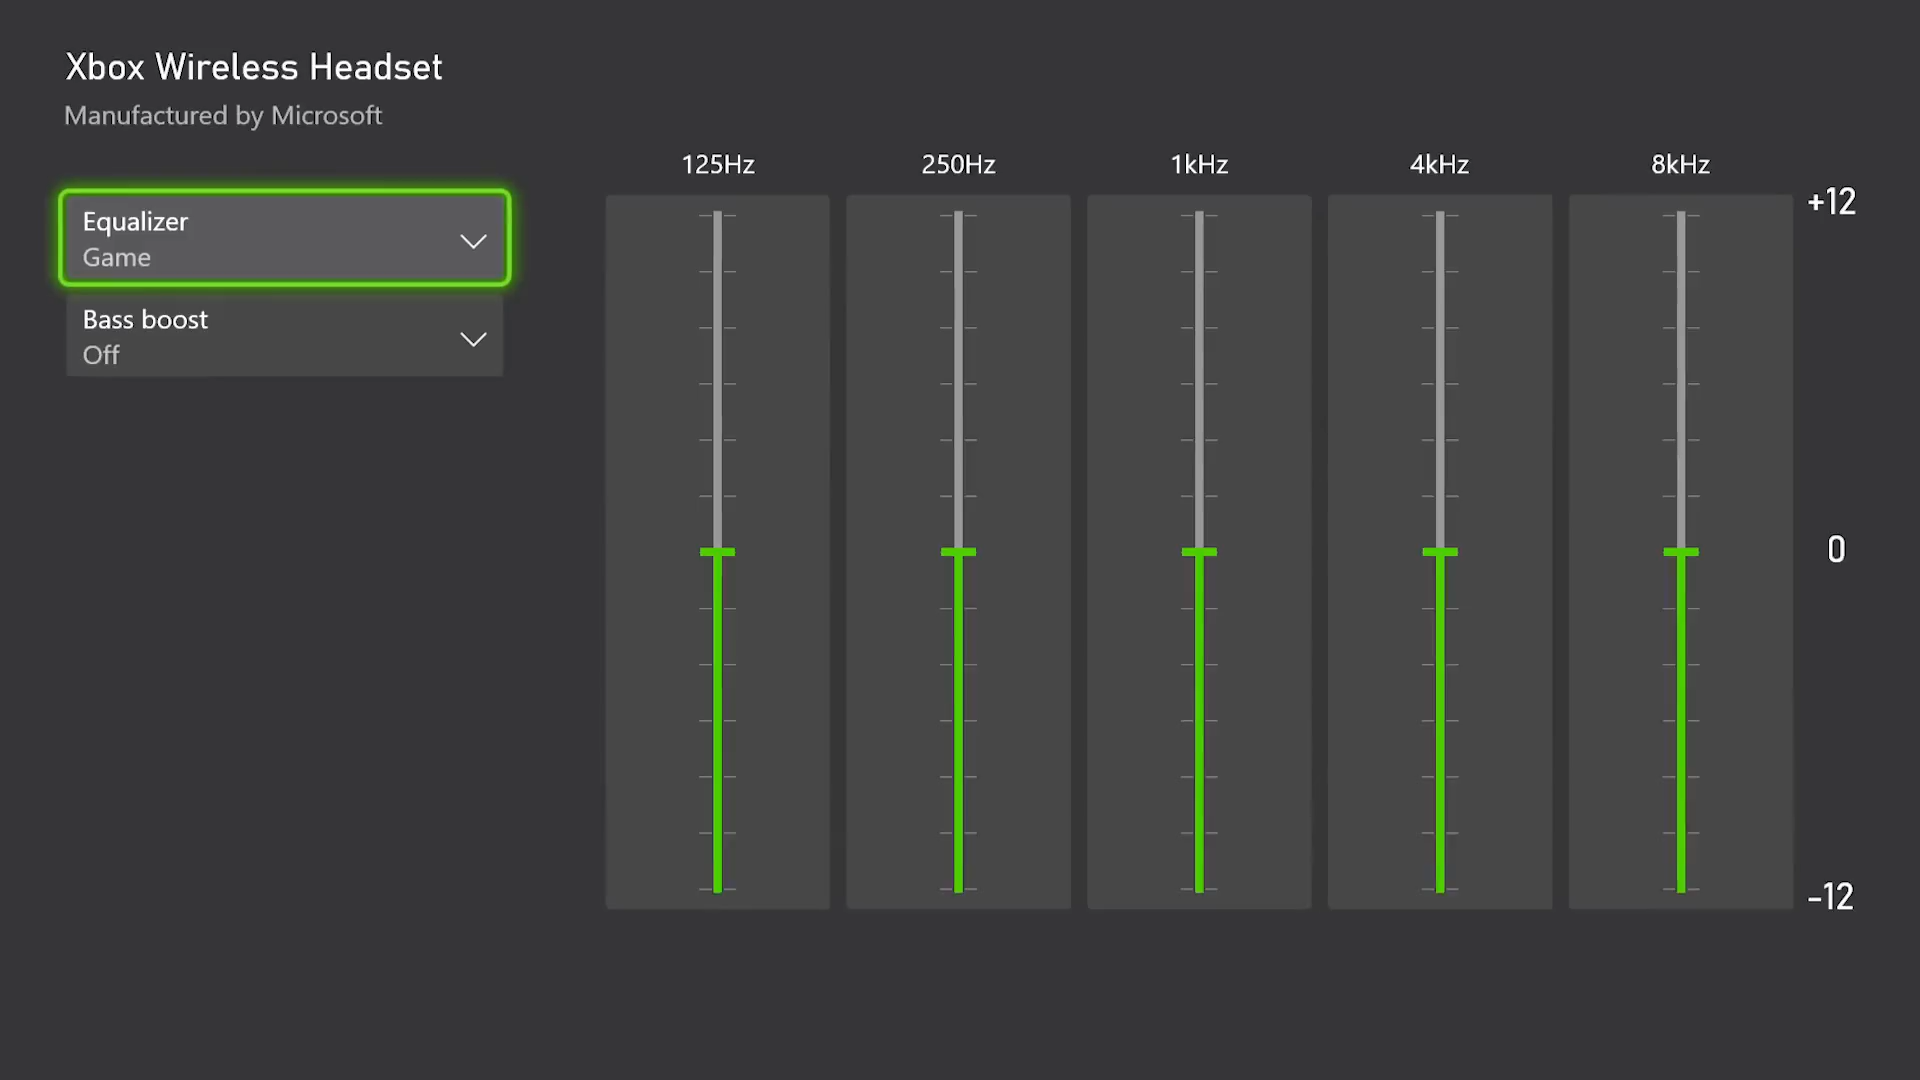 Xbox Wireless Headset
Manufactured by Microsoft
Equalizer
Game
Bass boost
Off
125Hz 250Hz 1kHz 4kHz 8kHz
+12
0
-12